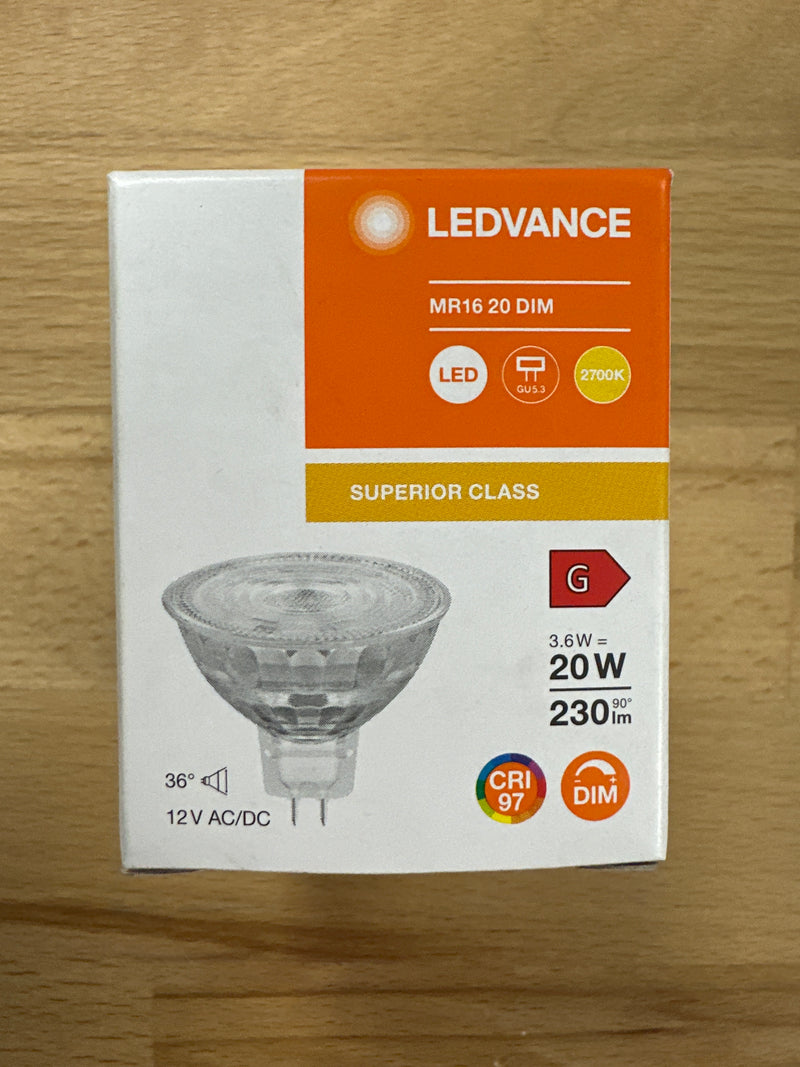 LEDVANCE
MR16 20 DIM
LED
GU5.3
2700K
SUPERIOR CLASS
G
3.6W =
20W
230 90° lm
36°
12V AC/DC
CRI
97
- +
DIM